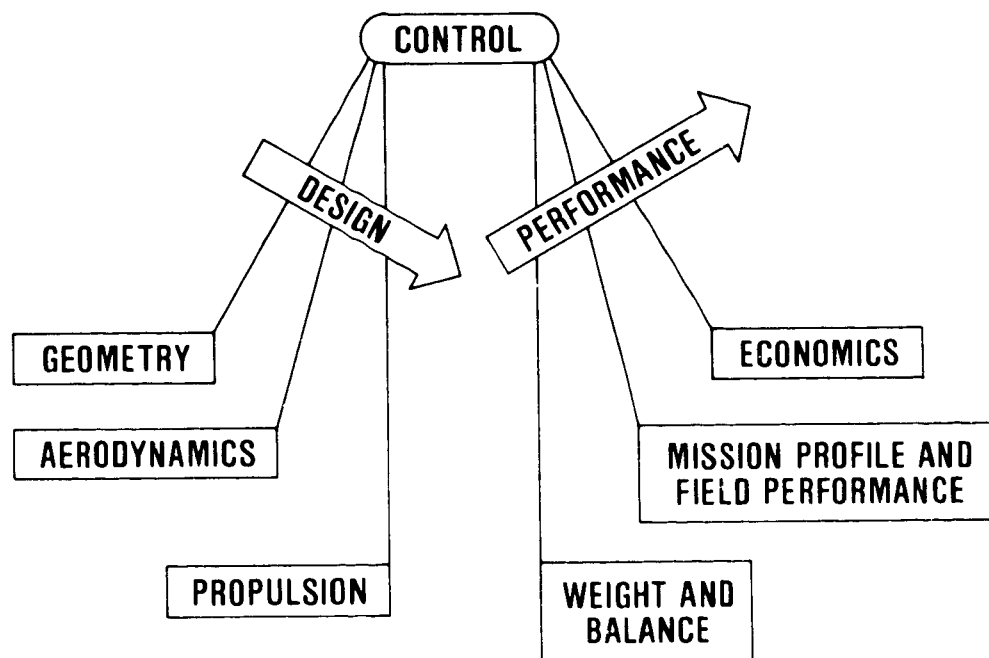 CONTROL
DESIGN
PERFORMANCE
GEOMETRY
ECONOMICS
AERODYNAMICS
MISSION PROFILE AND
FIELD PERFORMANCE
PROPULSION
WEIGHT AND
BALANCE